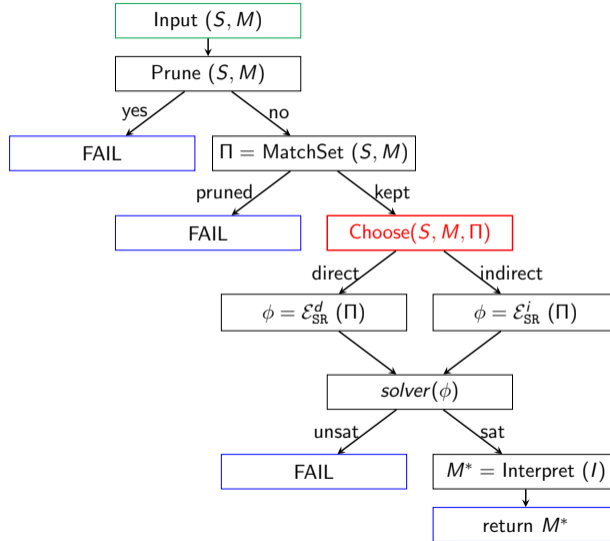 Input (S, M)
Prune (S, M)
yes
no
FAIL
Π = MatchSet (S, M)
pruned
kept
FAIL
Choose(S, M, Π)
direct
indirect
ϕ = ℰ^d_SR (Π)
ϕ = ℰ^i_SR (Π)
solver(ϕ)
unsat
sat
FAIL
M* = Interpret (I)
return M*